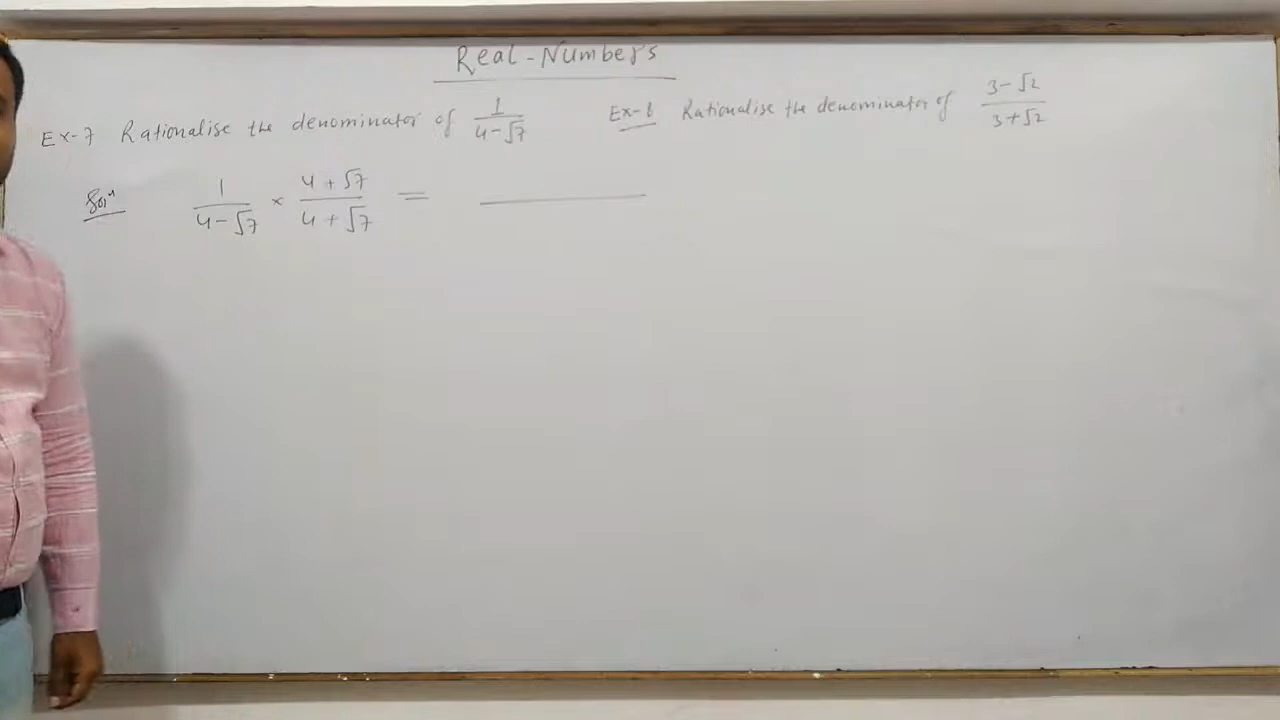 Real-Numbers
Ex-7 Rationalise the denominator of 1/(4-√7)
Soln 1/(4-√7) × (4+√7)/(4+√7) =
Ex-8 Rationalise the denominator of (3-√2)/(3+√2)